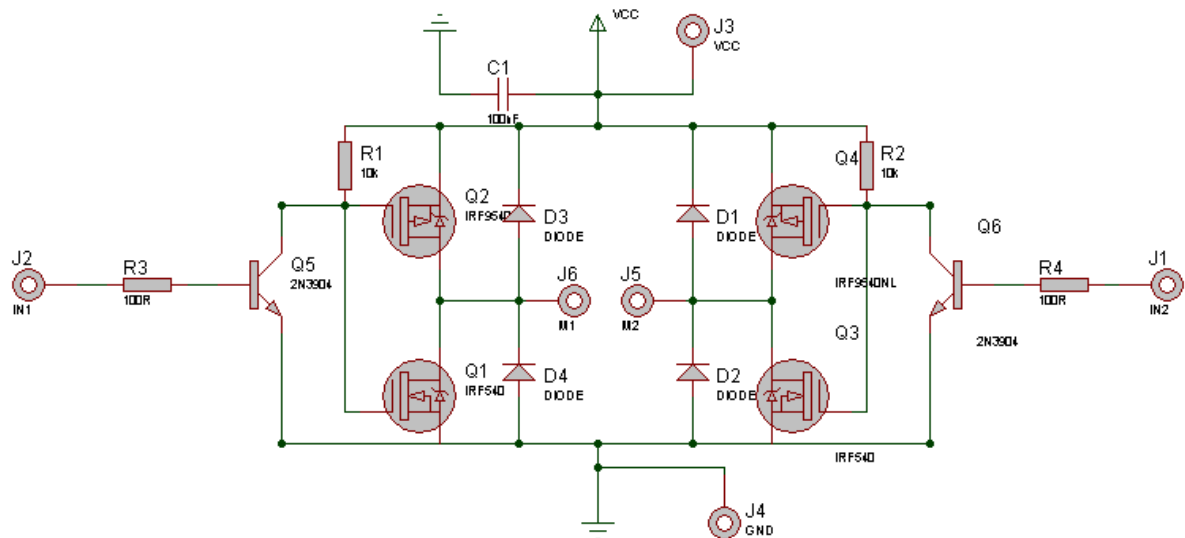 VCC
J3
VCC
C1
100nF
R1
10k
Q4
R2
10k
Q2
IRF9540
D3
DIODE
D1
DIODE
Q6
J2
IN1
R3
100R
Q5
2N3904
J6
M1
J5
M2
IRF9540NL
R4
100R
J1
IN2
Q3
2N3904
Q1
IRF540
D4
DIODE
D2
DIODE
IRF540
J4
GND